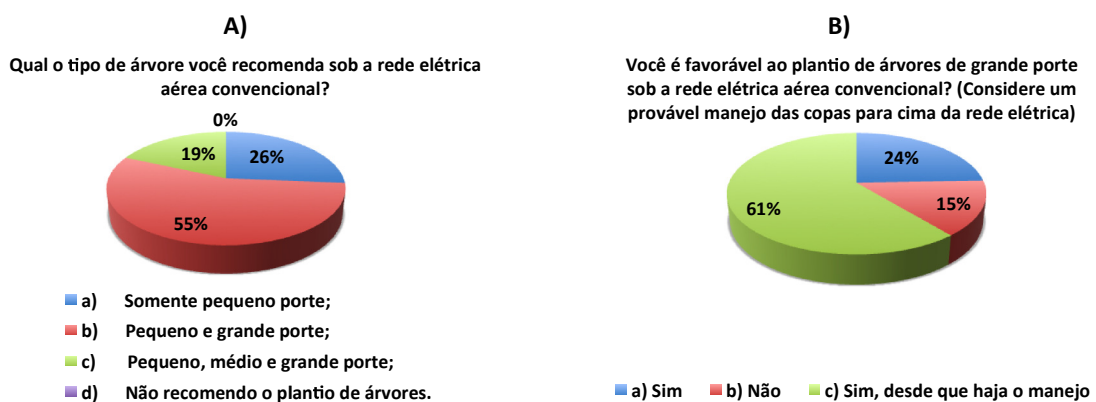 A)
Qual o tipo de árvore você recomenda sob a rede elétrica
aérea convencional?
0%
19%
26%
55%
a) Somente pequeno porte;
b) Pequeno e grande porte;
c) Pequeno, médio e grande porte;
d) Não recomendo o plantio de árvores.
B)
Você é favorável ao plantio de árvores de grande porte
sob a rede elétrica aérea convencional? (Considere um
provável manejo das copas para cima da rede elétrica)
24%
15%
61%
a) Sim b) Não c) Sim, desde que haja o manejo